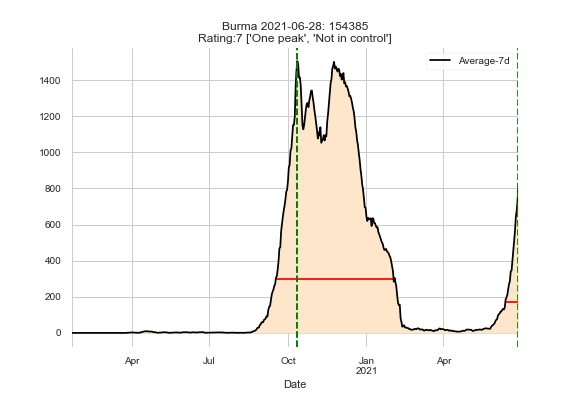 Burma 2021-06-28: 154385
Rating:7 ['One peak', 'Not in control']
Average-7d
1400
1200
1000
800
600
400
200
0
Apr
Jul
Oct
Jan
2021
Apr
Date